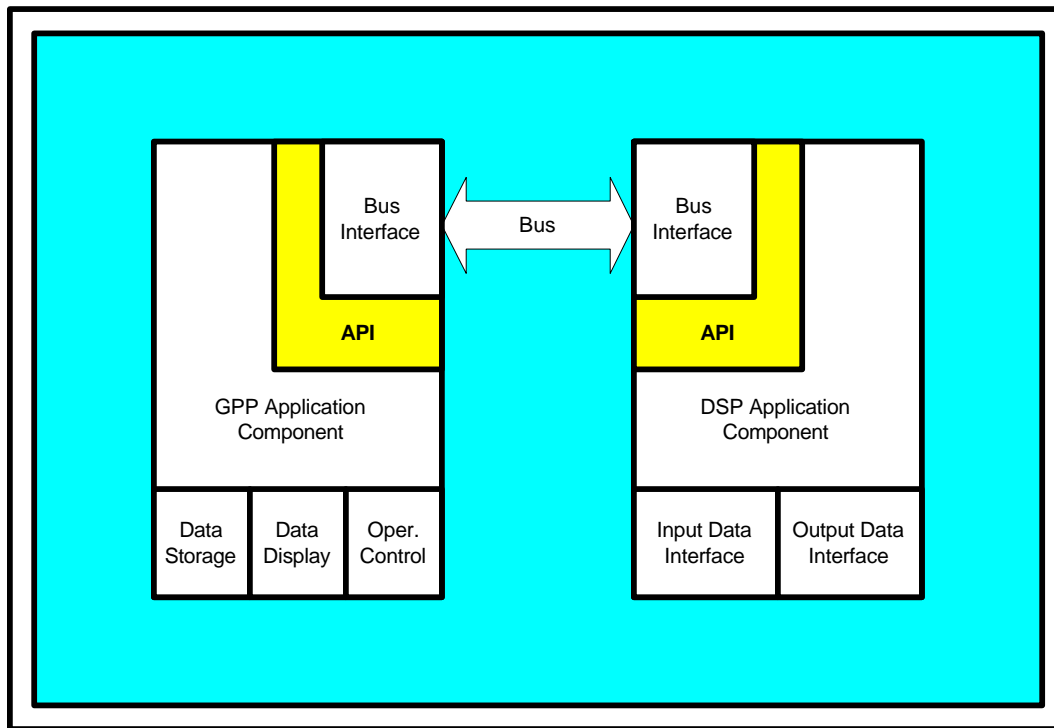 Bus
Interface
Bus
Bus
Interface
API
API
GPP Application
Component
DSP Application
Component
Data
Storage
Data
Display
Oper.
Control
Input Data
Interface
Output Data
Interface